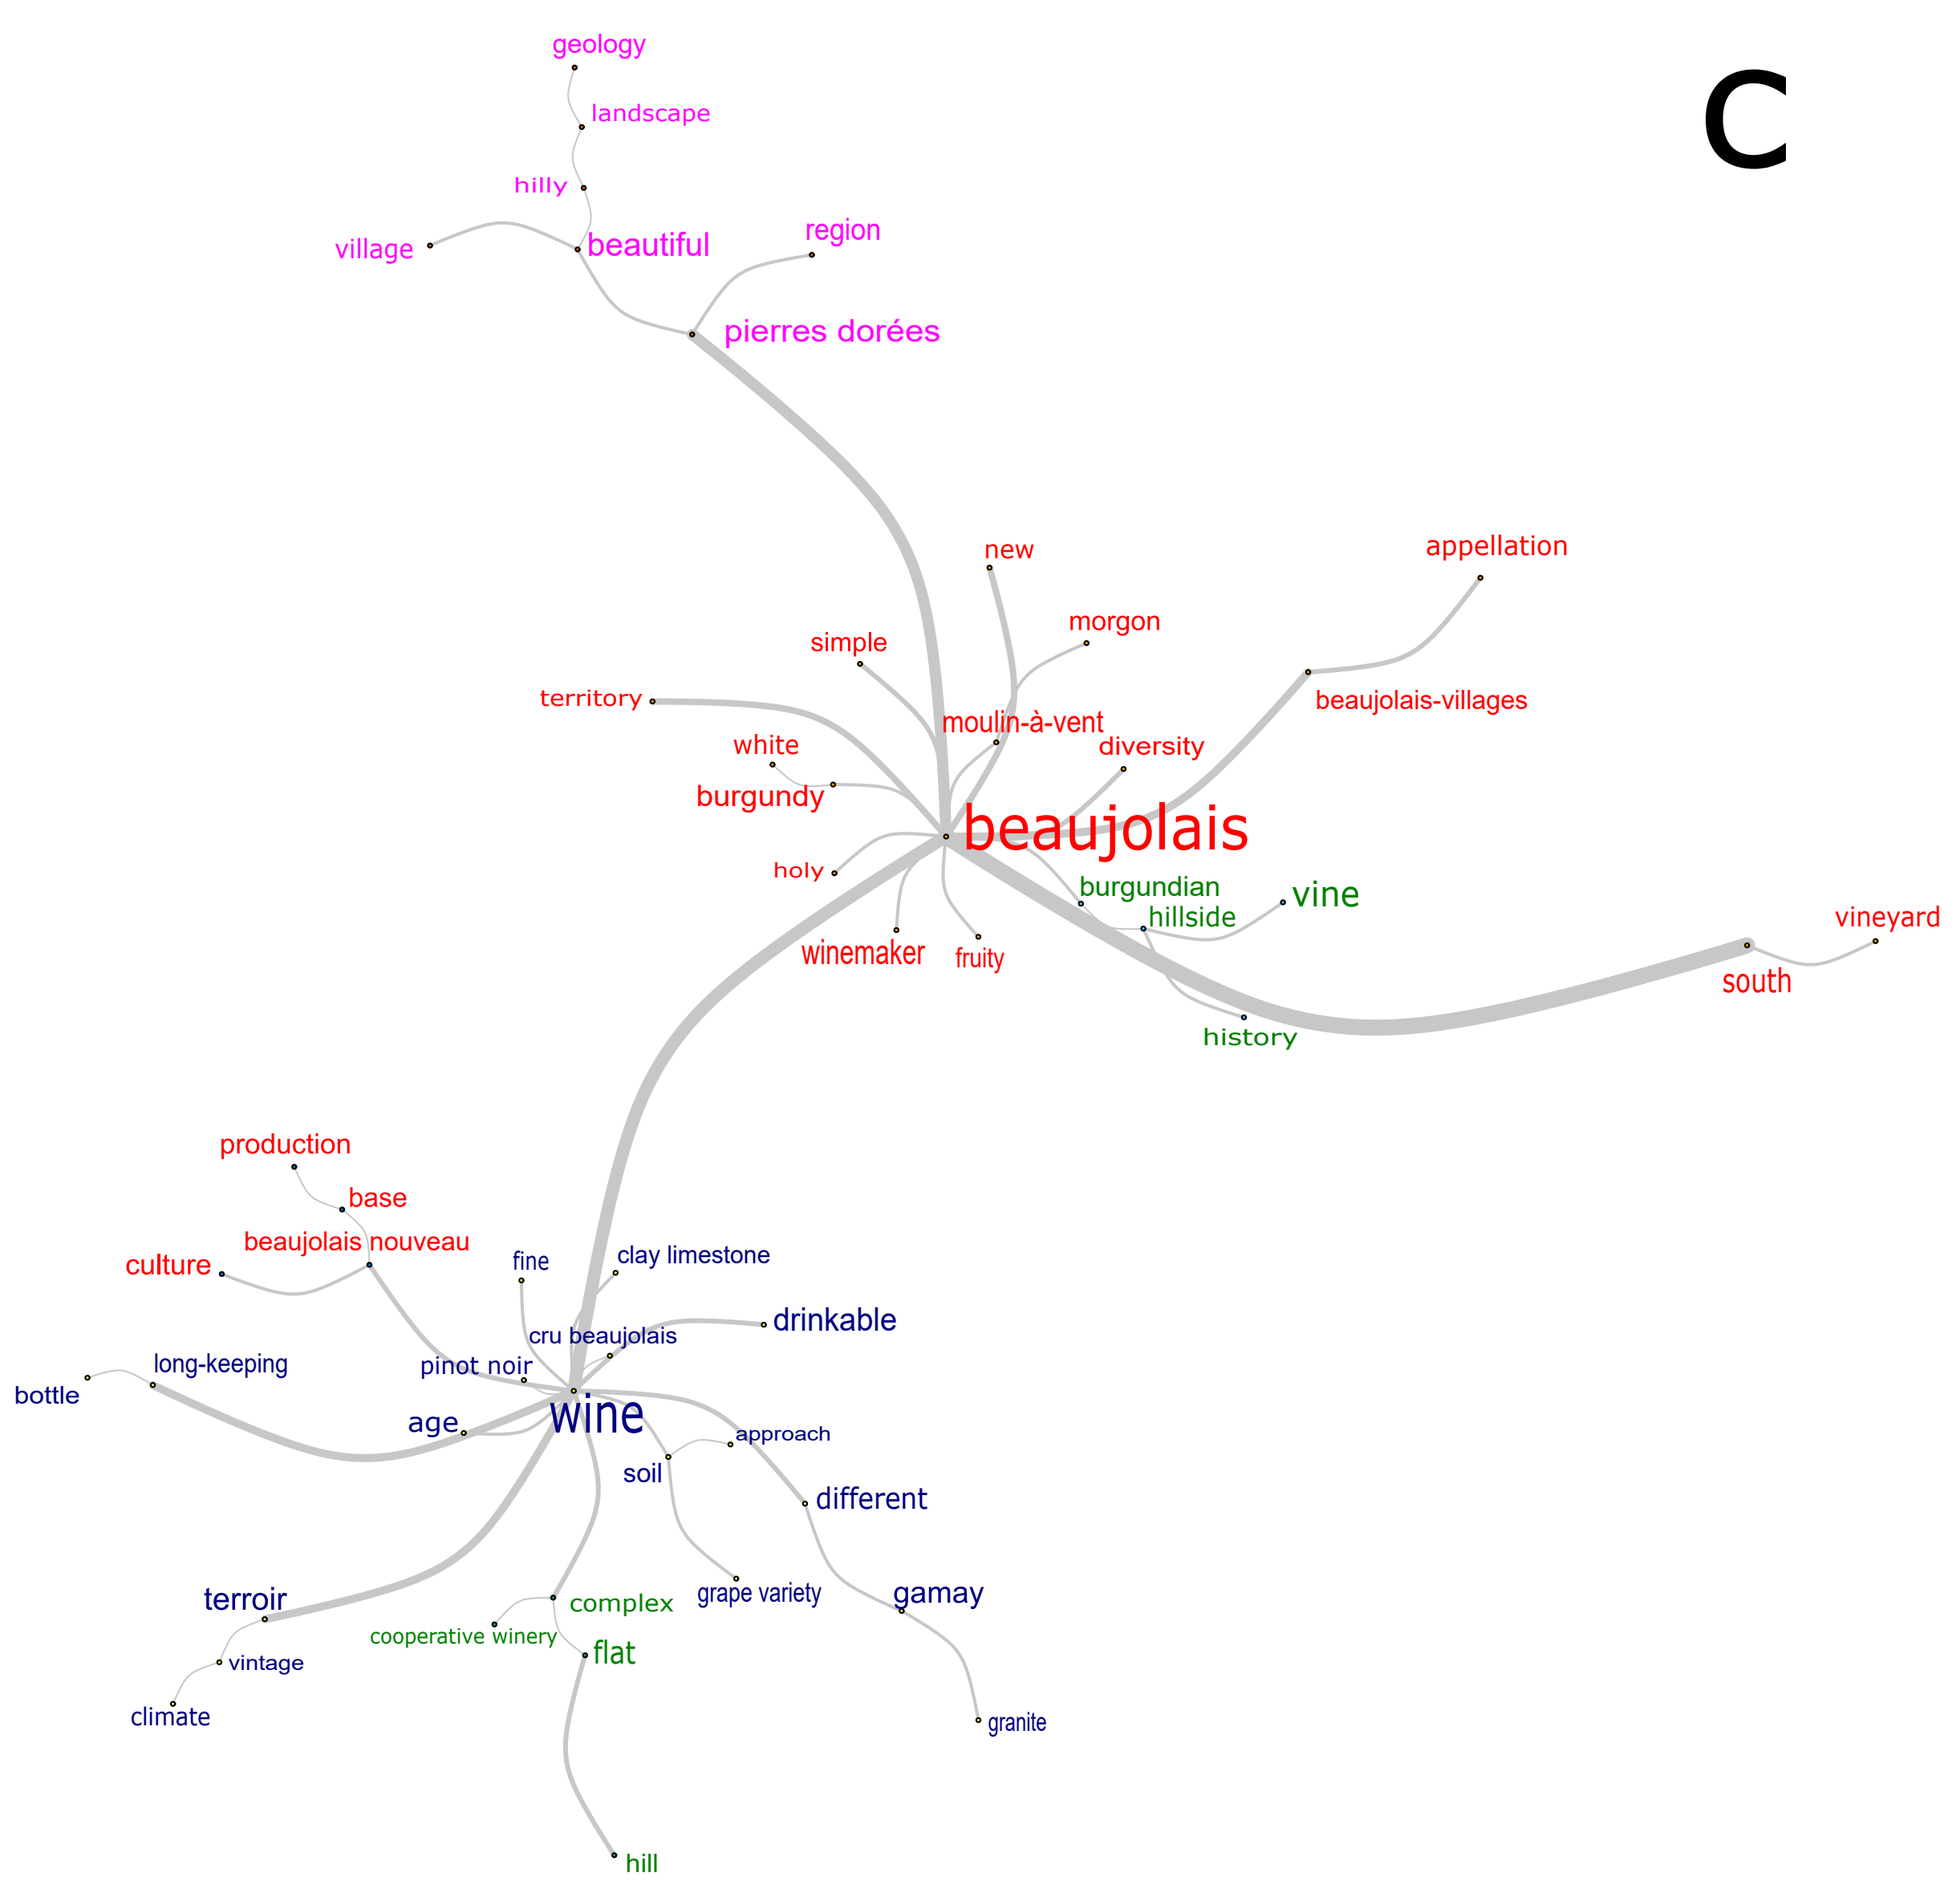 geology
C
landscape
hilly
region
village
beautiful
pierres dorées
new
appellation
morgon
simple
territory
beaujolais-villages
moulin-à-vent
white
diversity
burgundy
beaujolais
holy
burgundian
vine
hillside
vineyard
winemaker
fruity
south
history
production
base
beaujolais nouveau
culture
fine
clay limestone
drinkable
cru beaujolais
long-keeping
pinot noir
bottle
wine
age
approach
soil
different
terroir
grape variety
gamay
complex
cooperative winery
flat
vintage
climate
granite
hill